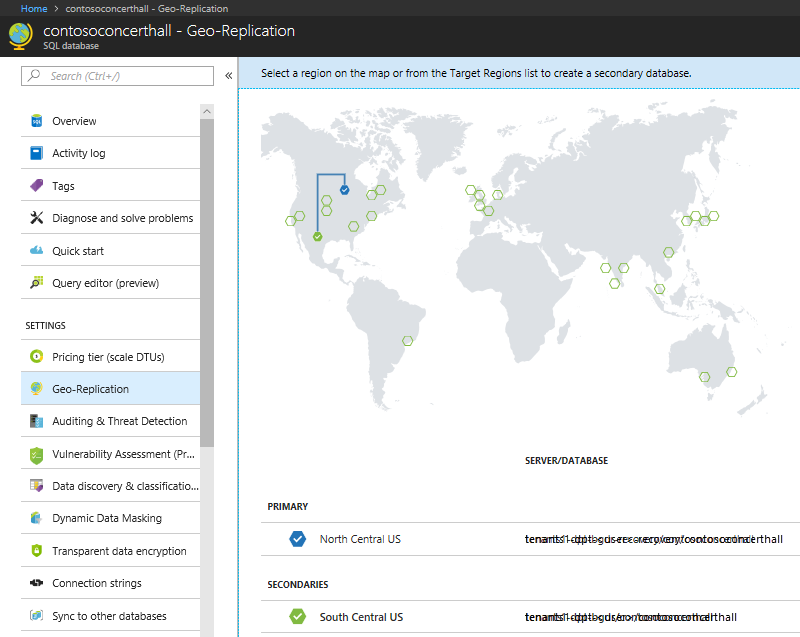 Home > contosoconcerthall - Geo-Replication
contosoconcerthall - Geo-Replication
SQL database
Search (Ctrl+/)
«
Select a region on the map or from the Target Regions list to create a secondary database.
Overview
Activity log
Tags
Diagnose and solve problems
Quick start
Query editor (preview)
SETTINGS
Pricing tier (scale DTUs)
Geo-Replication
Auditing & Threat Detection
Vulnerability Assessment (Pr...
Data discovery & classificatio...
Dynamic Data Masking
Transparent data encryption
Connection strings
Sync to other databases
SERVER/DATABASE
PRIMARY
North Central US
SECONDARIES
South Central US